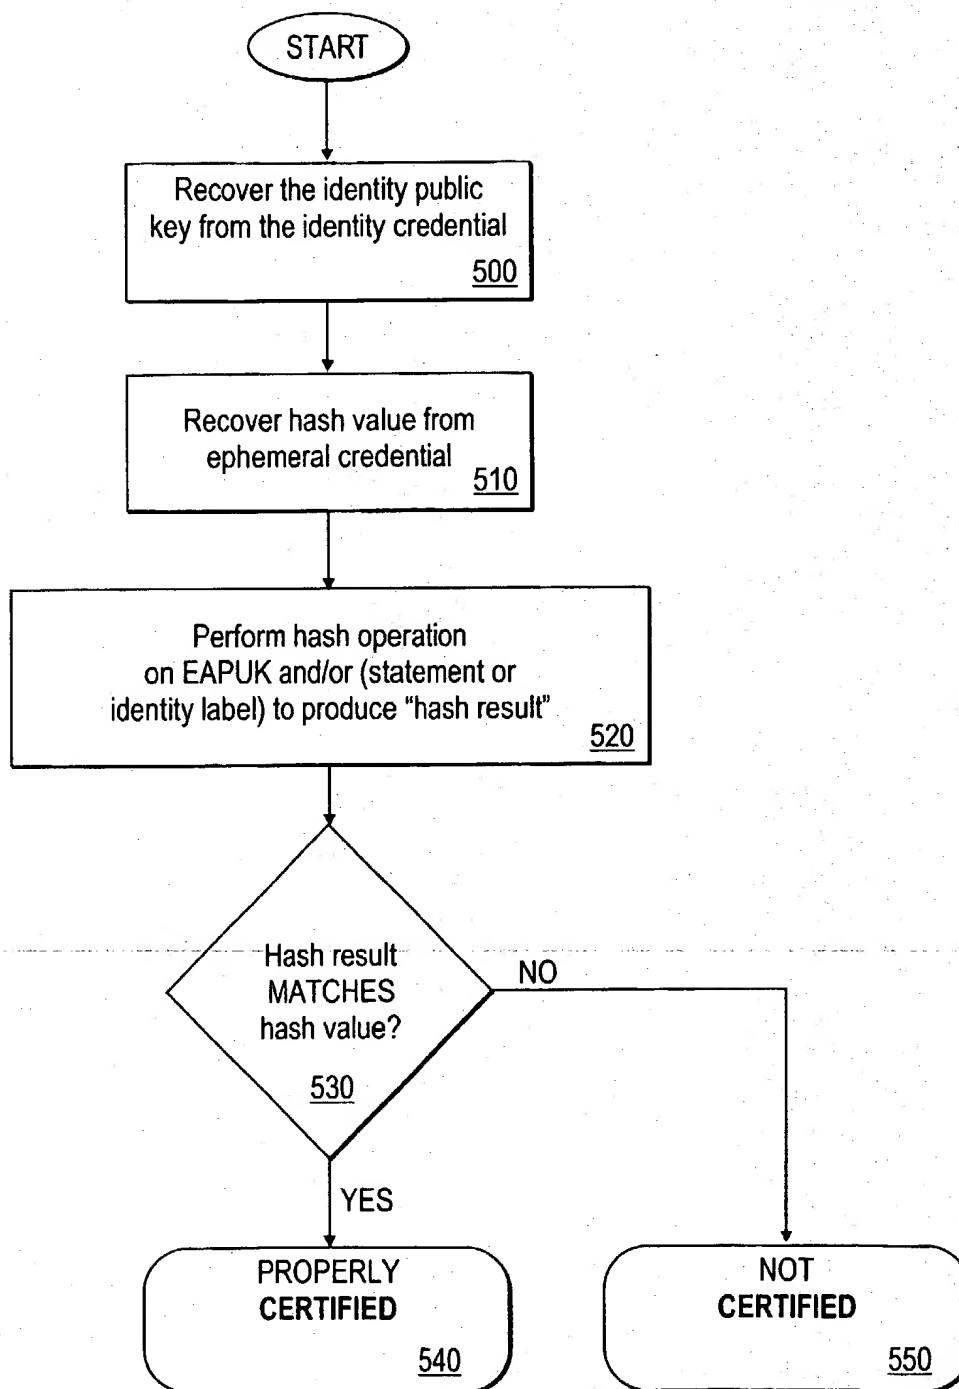 START
Recover the identity public
key from the identity credential
500
Recover hash value from
ephemeral credential
510
Perform hash operation
on EAPUK and/or (statement or
identity label) to produce “hash result”
520
Hash result
MATCHES
hash value?
530
NO
YES
PROPERLY
CERTIFIED
540
NOT
CERTIFIED
550